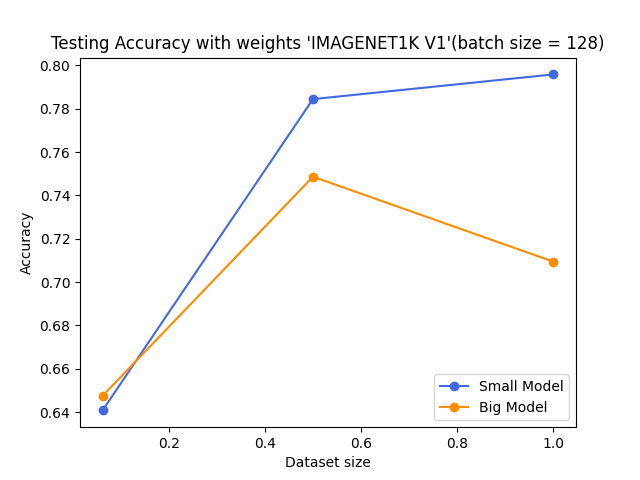 Testing Accuracy with weights 'IMAGENET1K V1'(batch size = 128)
0.80
0.78
0.76
0.74
0.72
0.70
0.68
0.66
0.64
Accuracy
Small Model
Big Model
0.2 0.4 0.6 0.8 1.0
Dataset size